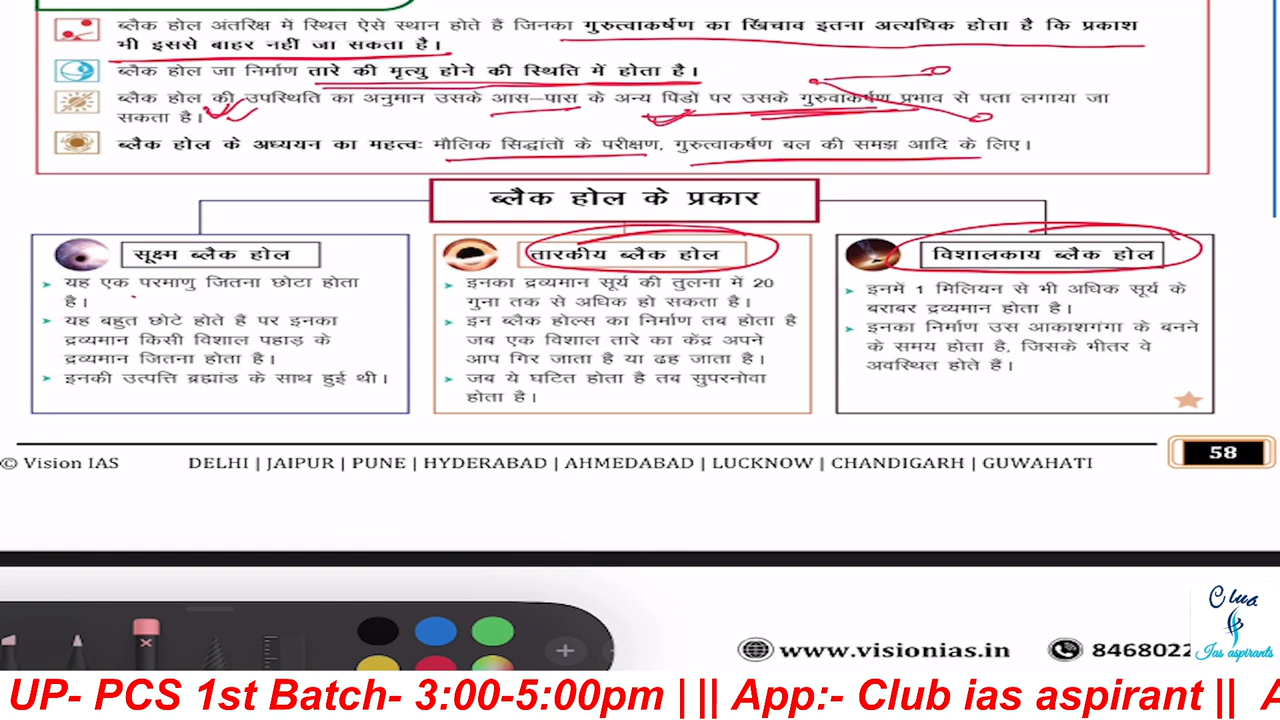 ब्लैक होल अंतरिक्ष में स्थित ऐसे स्थान होते हैं जिनका गुरुत्वाकर्षण का खिंचाव इतना अत्यधिक होता है कि प्रकाश
भी इससे बाहर नहीं जा सकता है।
ब्लैक होल जा निर्माण तारे की मृत्यु होने की स्थिति में होता है।
ब्लैक होल की उपस्थिति का अनुमान उसके आस–पास के अन्य पिंडों पर उसके गुरुवाकर्षण प्रभाव से पता लगाया जा
सकता है।
ब्लैक होल के अध्ययन का महत्वः मौलिक सिद्धांतों के परीक्षण, गुरुत्वाकर्षण बल की समझ आदि के लिए।
ब्लैक होल के प्रकार
सूक्ष्म ब्लैक होल
यह एक परमाणु जितना छोटा होता
है।
यह बहुत छोटे होते हैं पर इनका
द्रव्यमान किसी विशाल पहाड़ के
द्रव्यमान जितना होता है।
इनकी उत्पत्ति ब्रह्मांड के साथ हुई थी।
तारकीय ब्लैक होल
इनका द्रव्यमान सूर्य की तुलना में 20
गुना तक से अधिक हो सकता है।
इन ब्लैक होल्स का निर्माण तब होता है
जब एक विशाल तारे का केंद्र अपने
आप गिर जाता है या ढह जाता है।
जब ये घटित होता है तब सुपरनोवा
होता है।
विशालकाय ब्लैक होल
इनमें 1 मिलियन से भी अधिक सूर्य के
बराबर द्रव्यमान होता है।
इनका निर्माण उस आकाशगंगा के बनने
के समय होता है, जिसके भीतर वे
अवस्थित होते हैं।
© Vision IAS DELHI | JAIPUR | PUNE | HYDERABAD | AHMEDABAD | LUCKNOW | CHANDIGARH | GUWAHATI 58
www.visionias.in 8468022
Club
Ias aspirants
UP- PCS 1st Batch- 3:00-5:00pm | || App:- Club ias aspirant || A